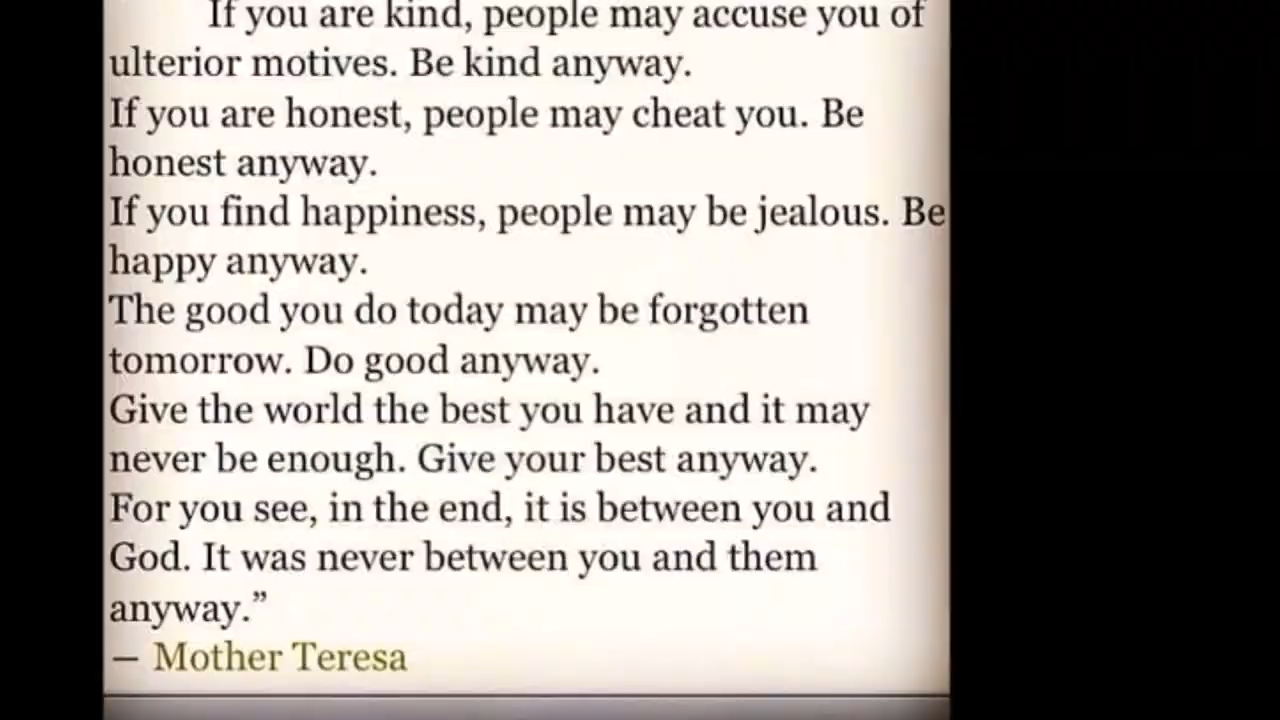 If you are kind, people may accuse you of
ulterior motives. Be kind anyway.
If you are honest, people may cheat you. Be
honest anyway.
If you find happiness, people may be jealous. Be
happy anyway.
The good you do today may be forgotten
tomorrow. Do good anyway.
Give the world the best you have and it may
never be enough. Give your best anyway.
For you see, in the end, it is between you and
God. It was never between you and them
anyway.”
— Mother Teresa